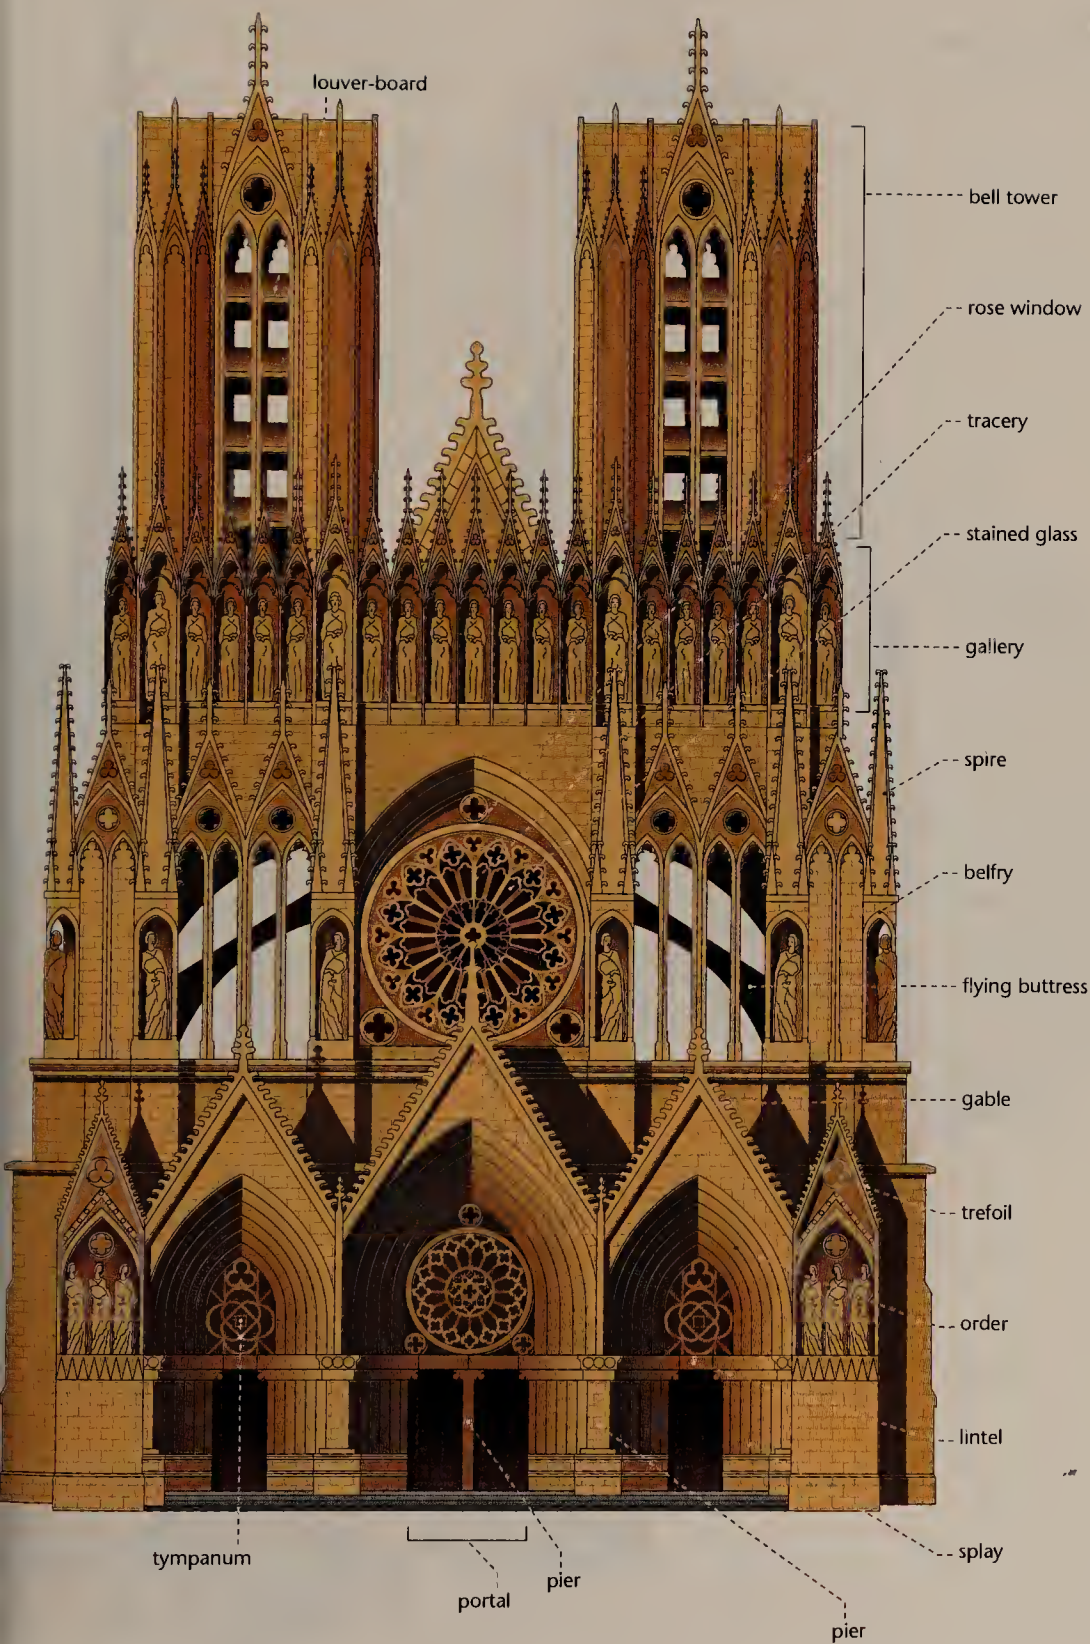 louver-board
bell tower
rose window
tracery
stained glass
gallery
spire
belfry
flying buttress
gable
trefoil
order
lintel
splay
tympanum
pier
portal
pier